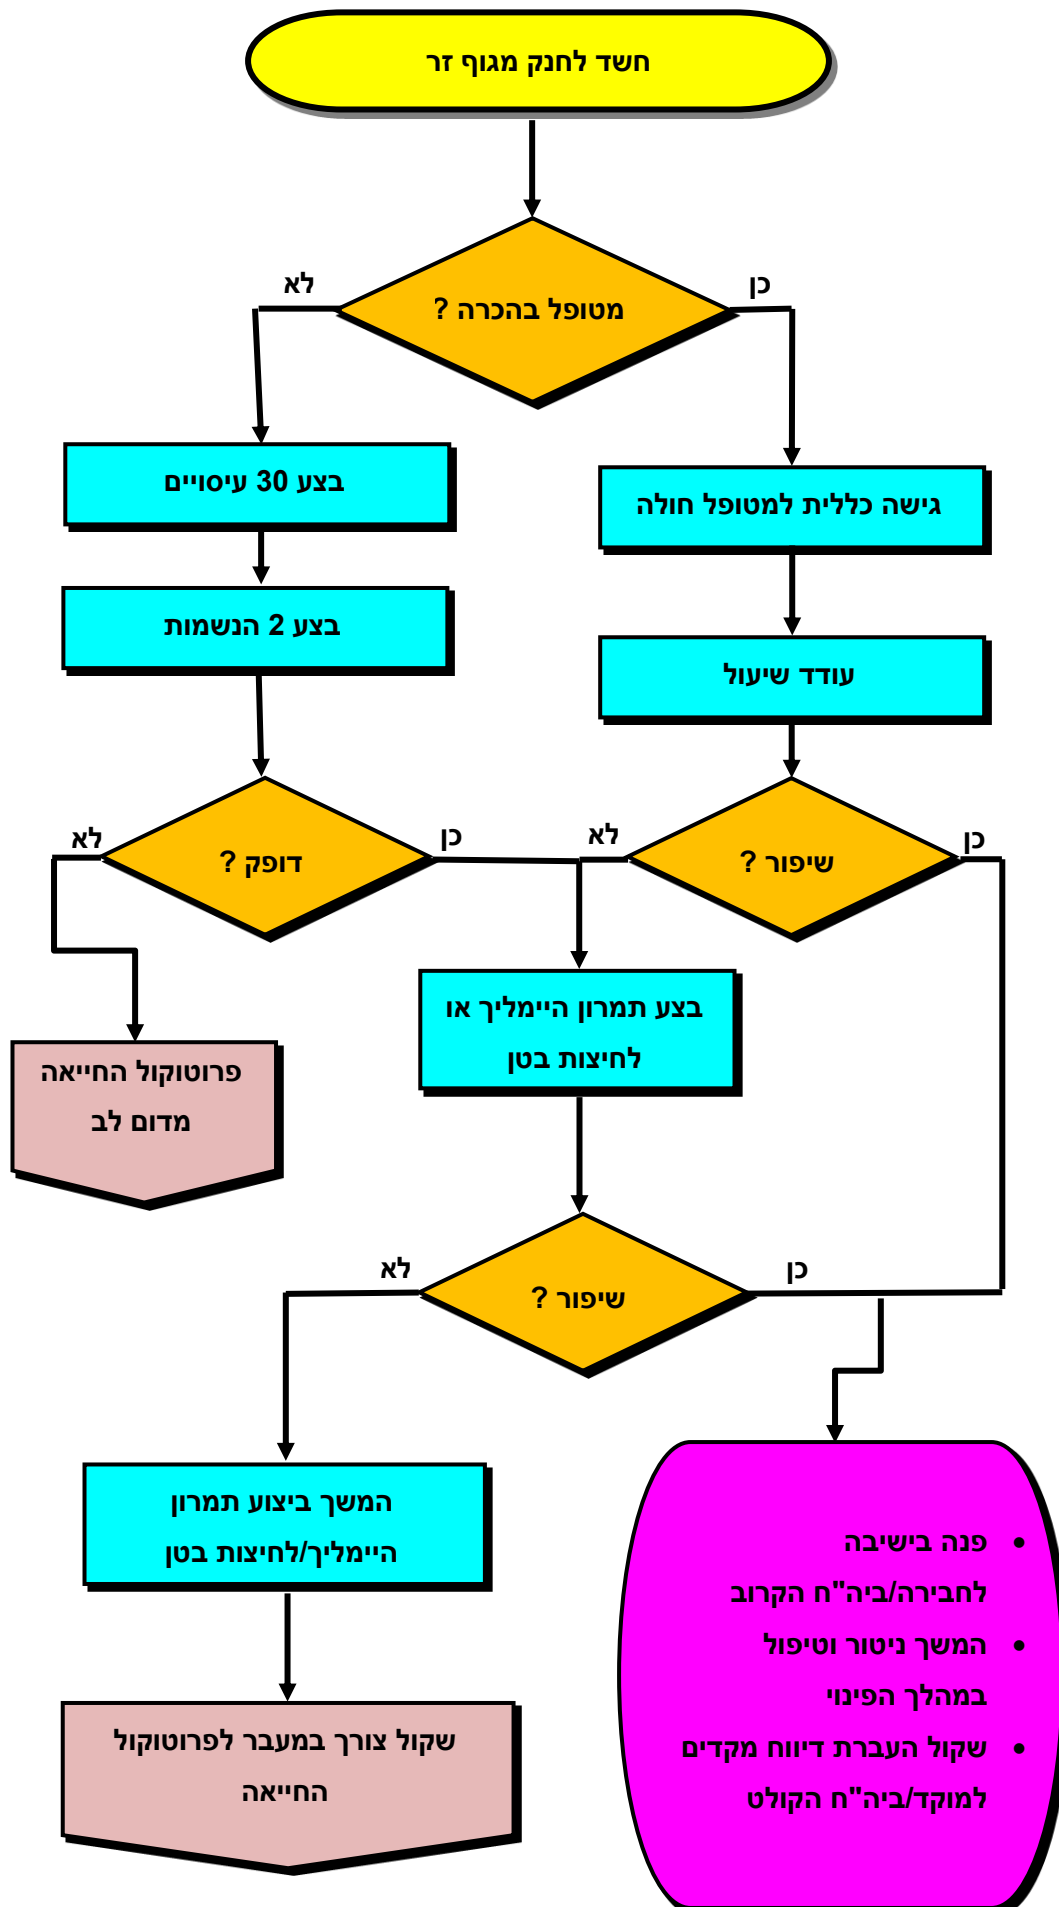 חשד לחנק מגוף זר
מטופל בהכרה ?
כן
לא
גישה כללית למטופל חולה
בצע 30 עיסויים
עודד שיעול
בצע 2 הנשמות
שיפור ?
כן
לא
דופק ?
כן
לא
בצע תמרון היימליך או
לחיצות בטן
פרוטוקול החייאה
מדום לב
שיפור ?
כן
לא
המשך ביצוע תמרון
היימליך/לחיצות בטן
• פנה בישיבה
לחבירה/ביה"ח הקרוב
• המשך ניטור וטיפול
במהלך הפינוי
• שקול העברת דיווח מקדים
למוקד/ביה"ח הקולט
שקול צורך במעבר לפרוטוקול
החייאה